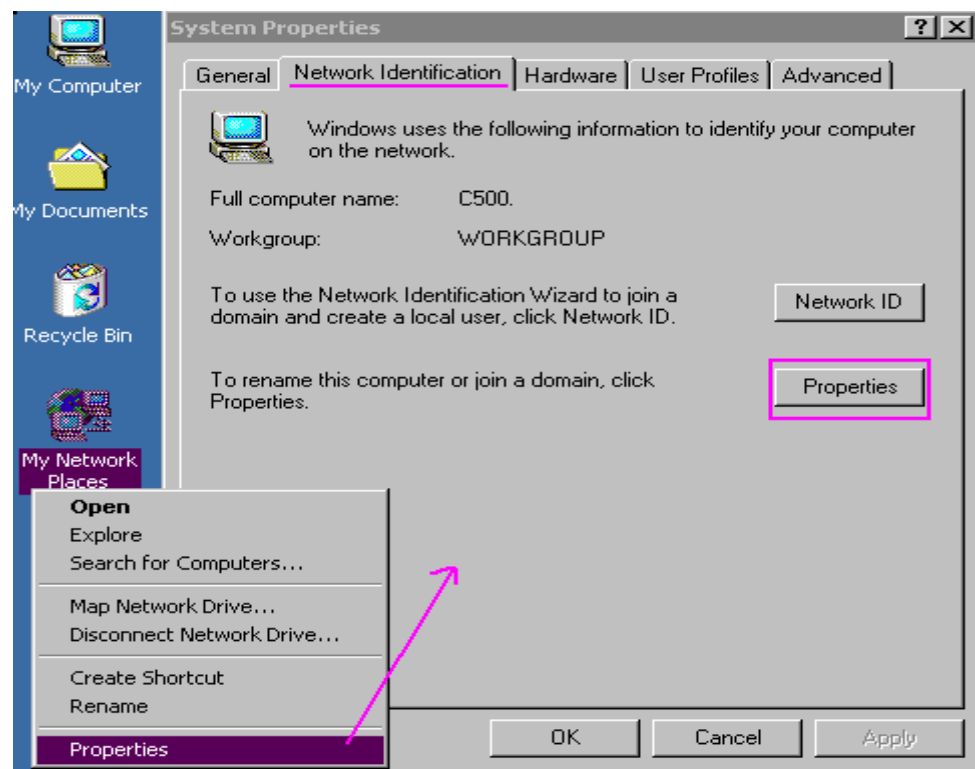 My Computer
My Documents
Recycle Bin
My Network
Places
System Properties
General Network Identification Hardware User Profiles Advanced
Windows uses the following information to identify your computer
on the network.
Full computer name: C500.
Workgroup: WORKGROUP
To use the Network Identification Wizard to join a
domain and create a local user, click Network ID.
Network ID
To rename this computer or join a domain, click
Properties.
Properties
Open
Explore
Search for Computers...
Map Network Drive...
Disconnect Network Drive...
Create Shortcut
Rename
Properties
OK Cancel Apply